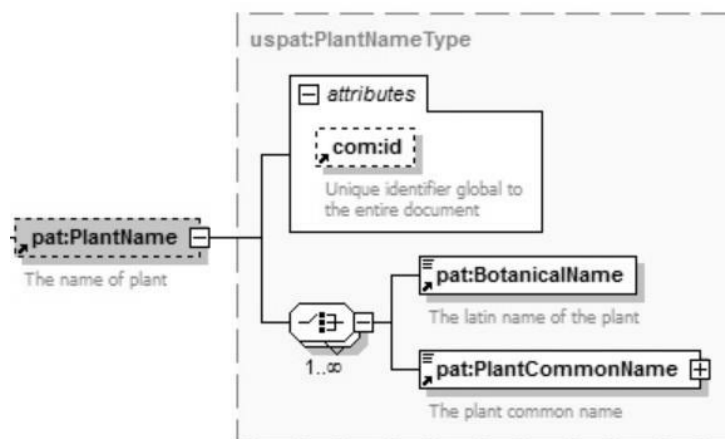 uspat:PlantNameType
attributes
com:id
Unique identifier global to
the entire document
pat:PlantName
The name of plant
pat:BotanicalName
The latin name of the plant
1..∞
pat:PlantCommonName
The plant common name